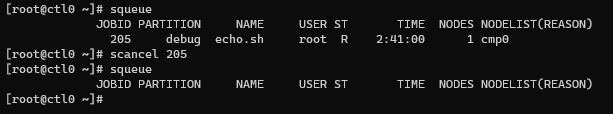 [root@ctl0 ~]# squeue
JOBID PARTITION NAME USER ST TIME NODES NODELIST(REASON)
205 debug echo.sh root R 2:41:00 1 cmp0
[root@ctl0 ~]# scancel 205
[root@ctl0 ~]# squeue
JOBID PARTITION NAME USER ST TIME NODES NODELIST(REASON)
[root@ctl0 ~]#